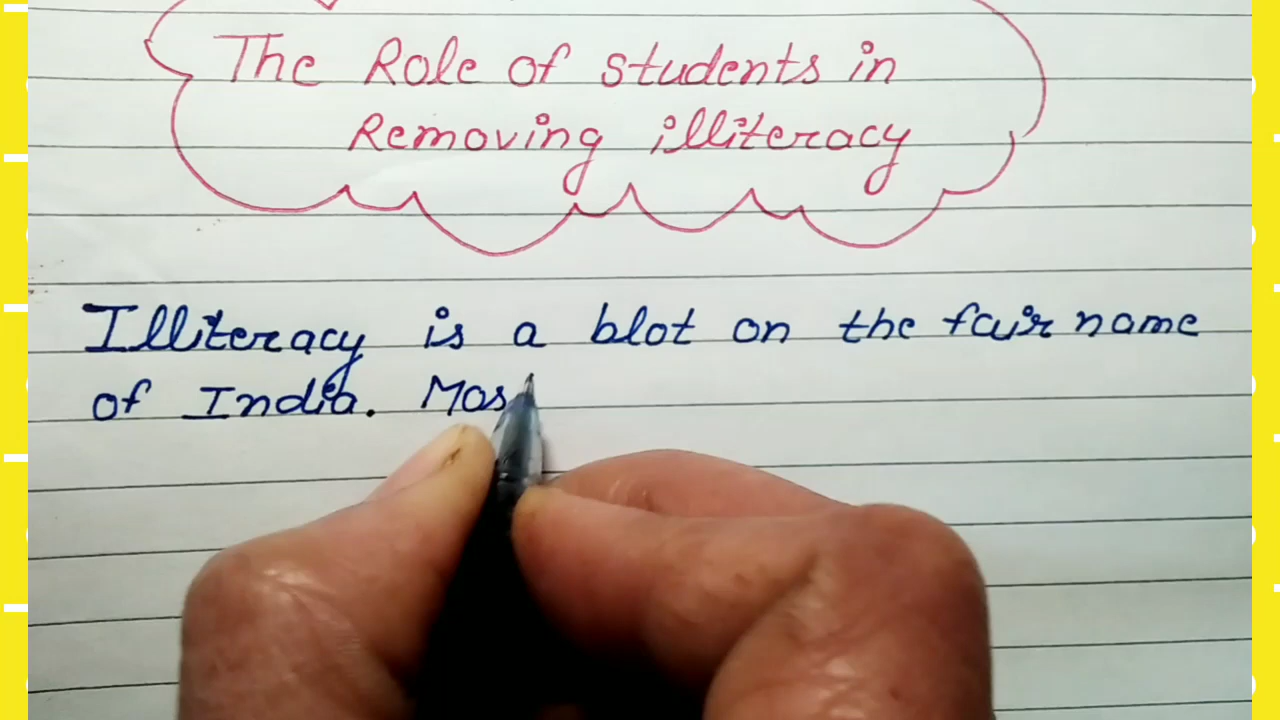 The Role of students in
Removing illiteracy
Illiteracy is a blot on the fair name
of India. Mos